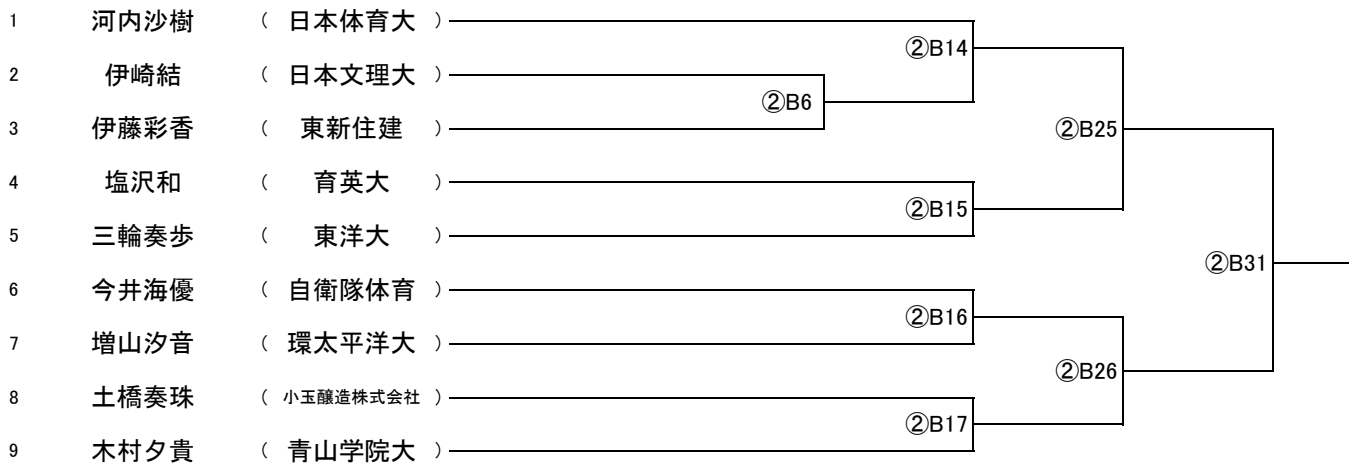 1 河内沙樹 （ 日本体育大 ）
②B14
2 伊崎結 （ 日本文理大 ）
②B6
3 伊藤彩香 （ 東新住建 ）
②B25
4 塩沢和 （ 育英大 ）
②B15
5 三輪奏歩 （ 東洋大 ）
②B31
6 今井海優 （ 自衛隊体育 ）
②B16
7 増山汐音 （ 環太平洋大 ）
②B26
8 土橋奏珠 （ 小玉醸造株式会社 ）
②B17
9 木村夕貴 （ 青山学院大 ）